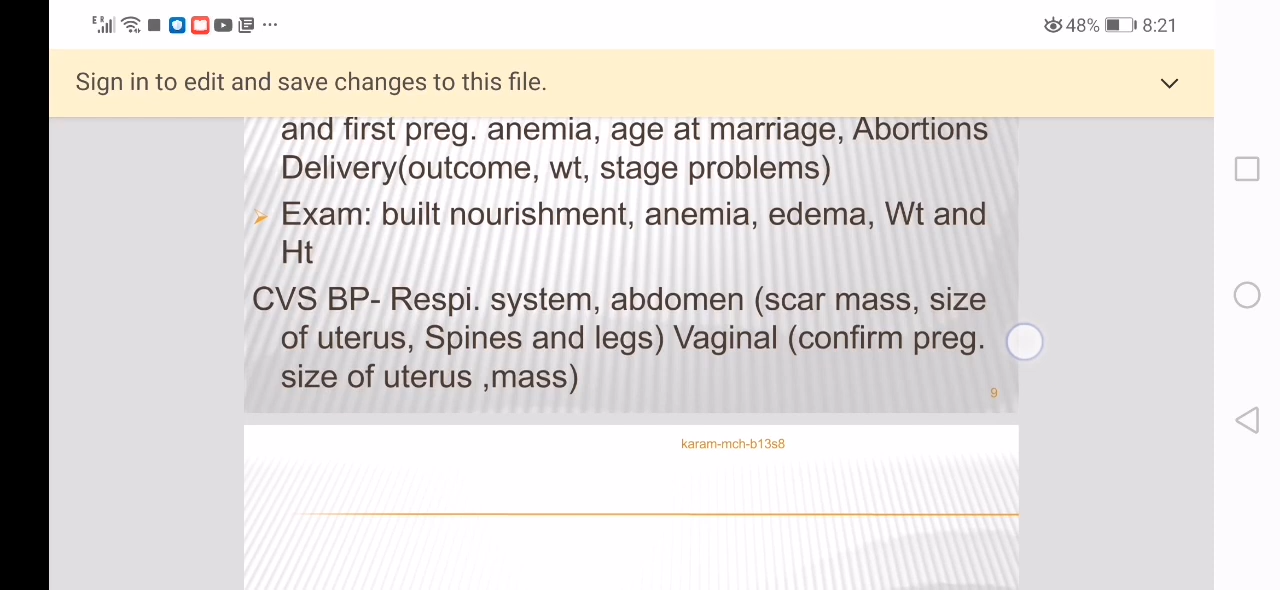 48% 8:21
Sign in to edit and save changes to this file.
and first preg. anemia, age at marriage, Abortions
Delivery(outcome, wt, stage problems)
Exam: built nourishment, anemia, edema, Wt and
Ht
CVS BP- Respi. system, abdomen (scar mass, size
of uterus, Spines and legs) Vaginal (confirm preg.
size of uterus ,mass)
9
karam-mch-b13s8